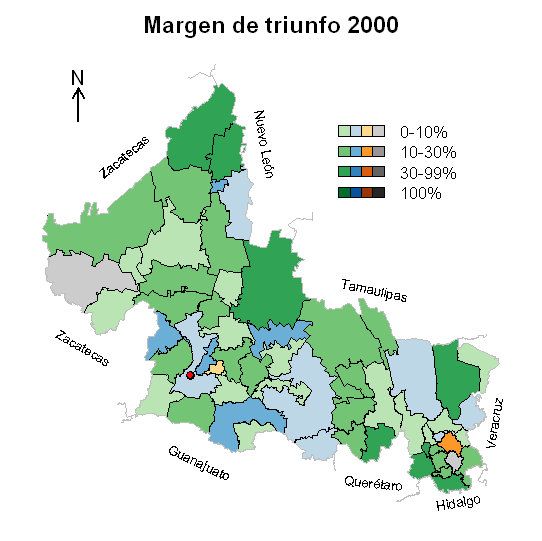 Margen de triunfo 2000
N
Zacatecas
Nuevo León
0-10%
10-30%
30-99%
100%
Tamaulipas
Zacatecas
Veracruz
Guanajuato
Querétaro
Hidalgo